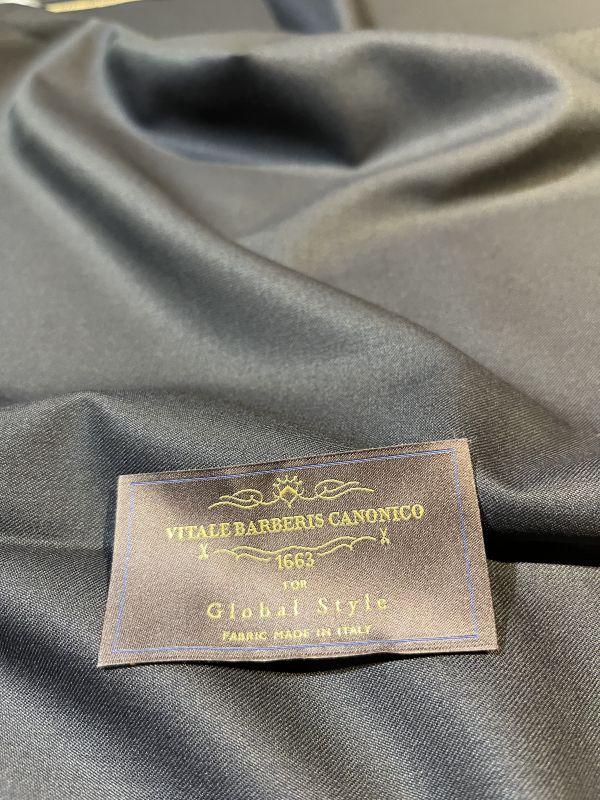 VITALE BARBERIS CANONICO
1663
FOR
Global Style
FABRIC MADE IN ITALY